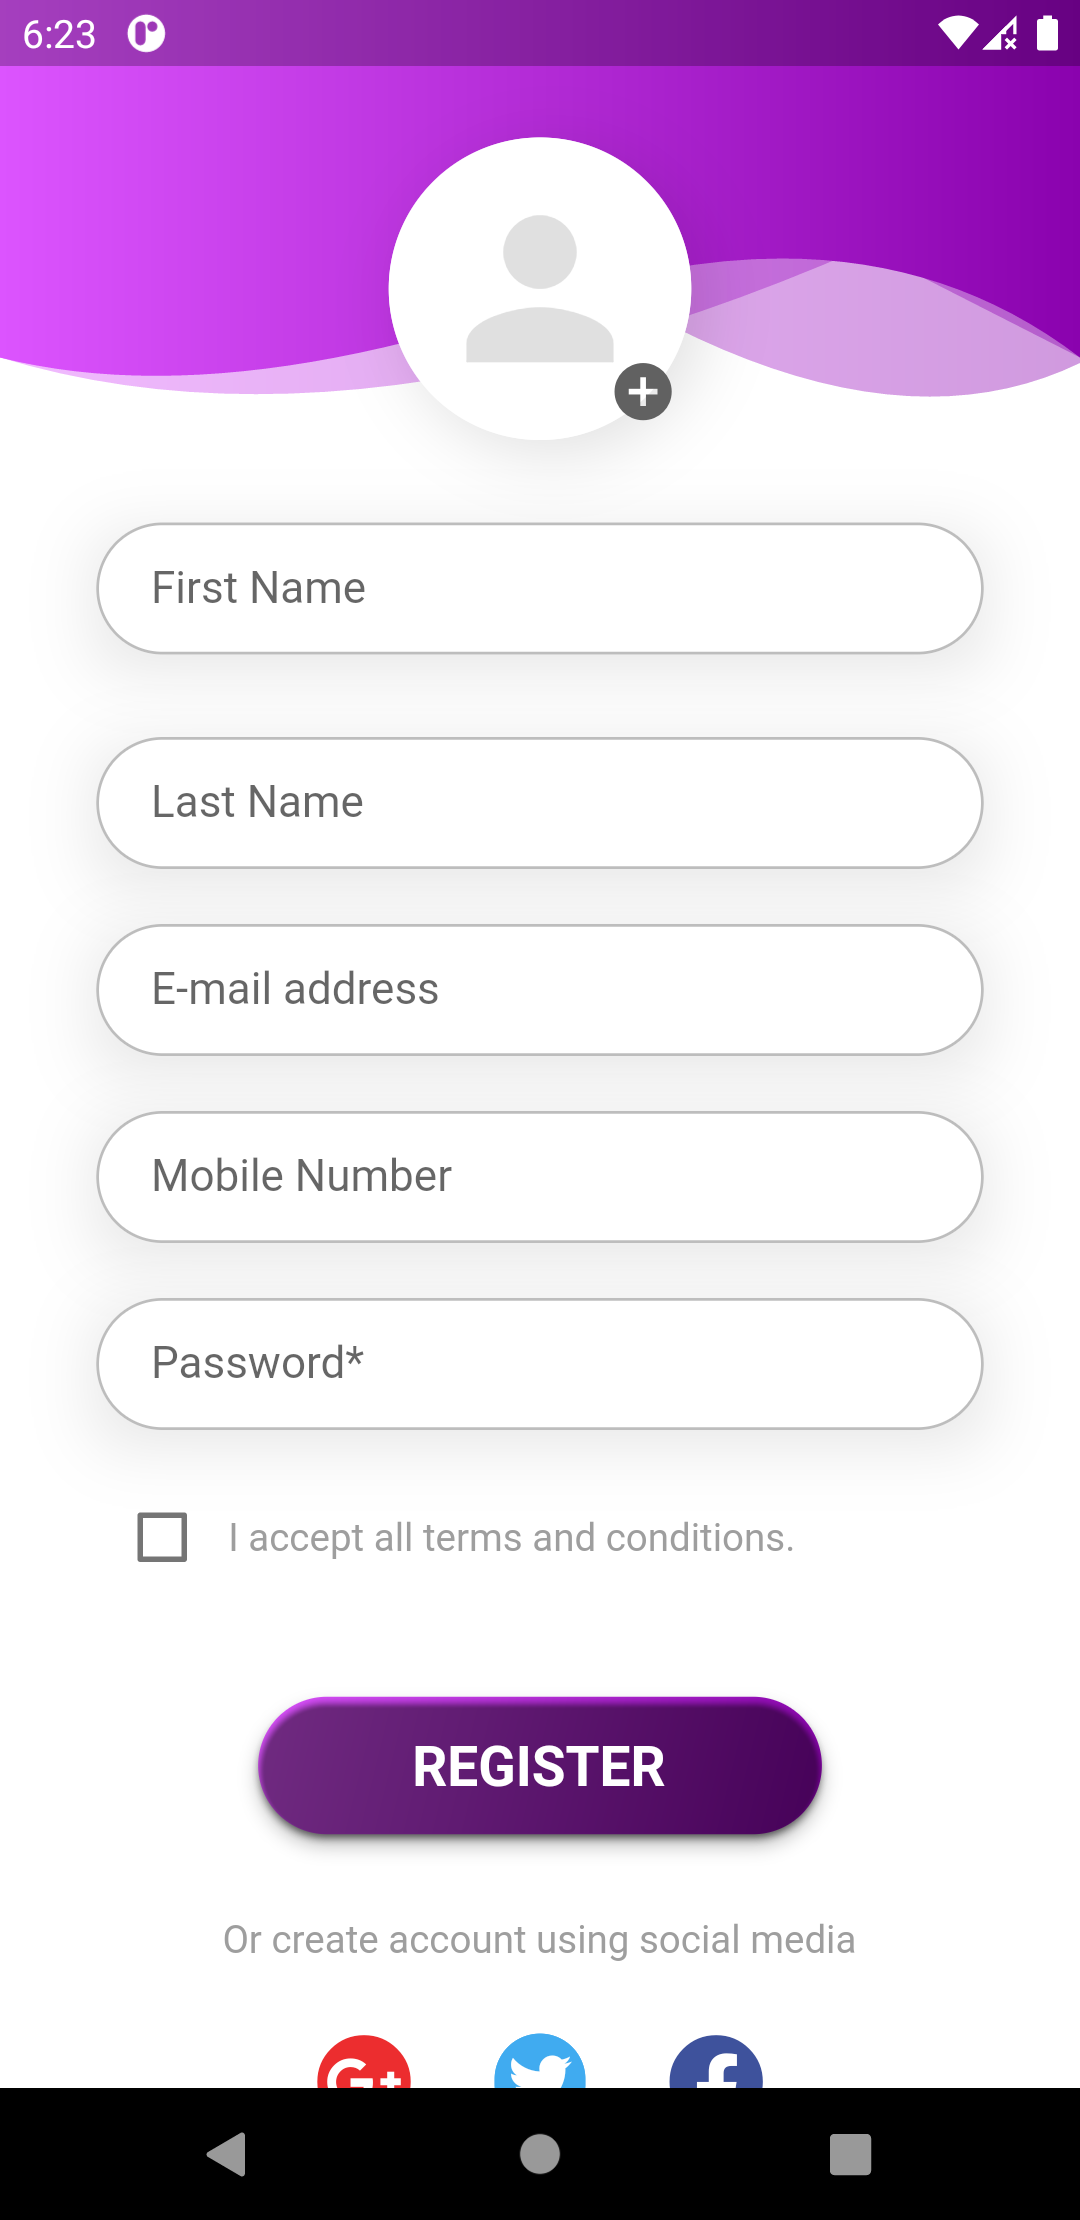 6:23
First Name
Last Name
E-mail address
Mobile Number
Password*
I accept all terms and conditions.
REGISTER
Or create account using social media
G+